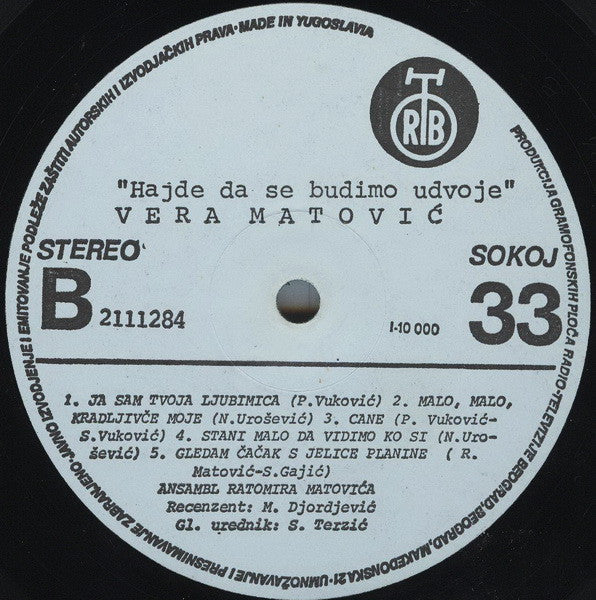 PRODUKCIJA GRAMOFONSKIH PLOČA RADIO-TELEVIZIJE BEOGRAD, BEOGRAD, MAKEDONSKA 21·UMNOŽAVANJE I PRESNIMAVANJE ZABRANJENO·JAVNO IZVODJENJE I EMITOVANJE PODLEŽE ZAŠTITI AUTORSKIH I IZVODJAČKIH PRAVA·MADE IN YUGOSLAVIA
RTB
"Hajde da se budimo udvoje"
VERA MATOVIĆ
STEREO
SOKOJ
B 2111284
I-10 000
33
1. JA SAM TVOJA LJUBIMICA (P.Vuković) 2. MALO, MALO,
KRADLJIVČE MOJE (N.Urošević) 3. CANE (P. Vuković-
S.Vuković) 4. STANI MALO DA VIDIMO KO SI (N.Uro-
šević) 5. GLEDAM ČAČAK S JELICE PLANINE ( R.
Matović-S.Gajić)
ANSAMBL RATOMIRA MATOVIĆA
Recenzent: M. Djordjević
Gl. urednik: S. Terzić